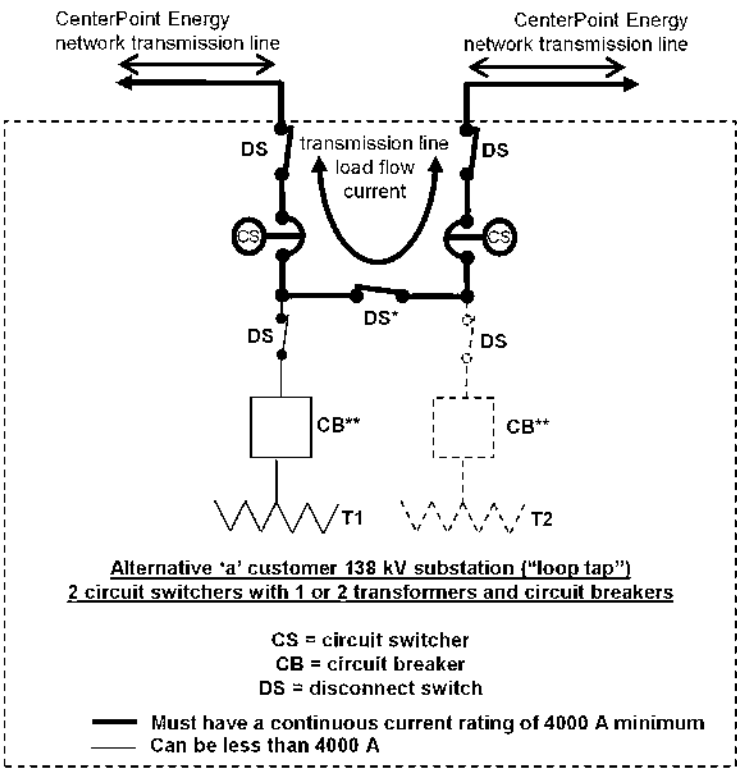 CenterPoint Energy
network transmission line
CenterPoint Energy
network transmission line
DS
transmission line
load flow
current
DS
CS
CS
DS
DS*
DS
CB**
CB**
T1
T2
Alternative ‘a’ customer 138 kV substation (“loop tap”)
2 circuit switchers with 1 or 2 transformers and circuit breakers
CS = circuit switcher
CB = circuit breaker
DS = disconnect switch
Must have a continuous current rating of 4000 A minimum
Can be less than 4000 A